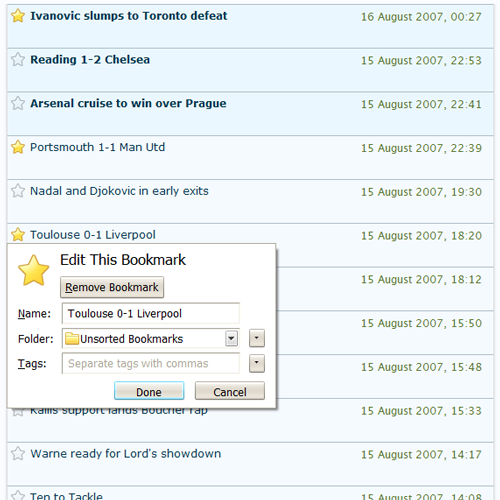 Ivanovic slumps to Toronto defeat 16 August 2007, 00:27
Reading 1-2 Chelsea 15 August 2007, 22:53
Arsenal cruise to win over Prague 15 August 2007, 22:41
Portsmouth 1-1 Man Utd 15 August 2007, 22:39
Nadal and Djokovic in early exits 15 August 2007, 19:30
Toulouse 0-1 Liverpool 15 August 2007, 18:20
Edit This Bookmark
15 August 2007, 18:12
Remove Bookmark
Name: Toulouse 0-1 Liverpool
15 August 2007, 15:50
Folder: Unsorted Bookmarks
Tags: Separate tags with commas
15 August 2007, 15:48
Done Cancel
Kallis support lands Boucher rap 15 August 2007, 15:33
Warne ready for Lord's showdown 15 August 2007, 14:17
Ten to Tackle 15 August 2007, 14:08